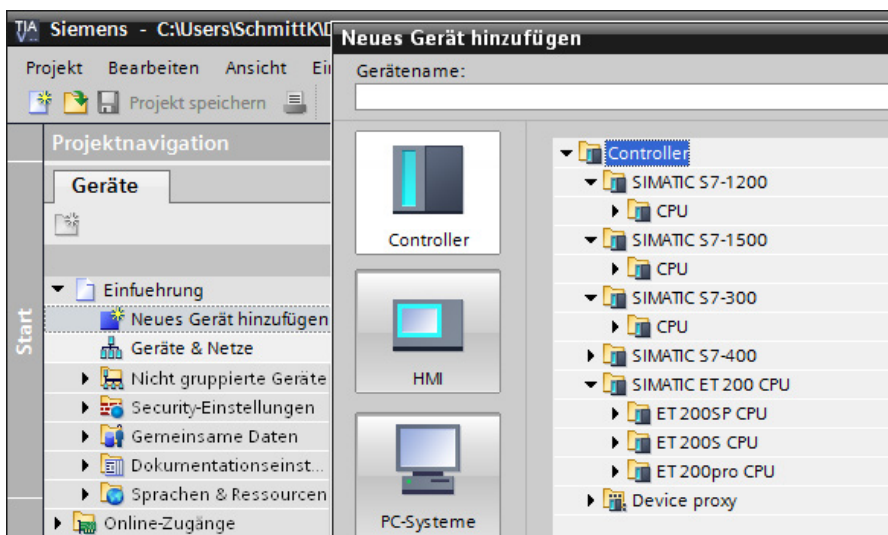 Siemens - C:\Users\SchmittK\D
Projekt Bearbeiten Ansicht Ei
Projekt speichern
Projektnavigation
Geräte
Start
Einfuehrung
Neues Gerät hinzufügen
Geräte & Netze
Nicht gruppierte Geräte
Security-Einstellungen
Gemeinsame Daten
Dokumentationseinst...
Sprachen & Ressourcen
Online-Zugänge
Neues Gerät hinzufügen
Gerätename:
Controller
HMI
PC-Systeme
Controller
SIMATIC S7-1200
CPU
SIMATIC S7-1500
CPU
SIMATIC S7-300
CPU
SIMATIC S7-400
SIMATIC ET 200 CPU
ET 200SP CPU
ET 200S CPU
ET 200pro CPU
Device proxy